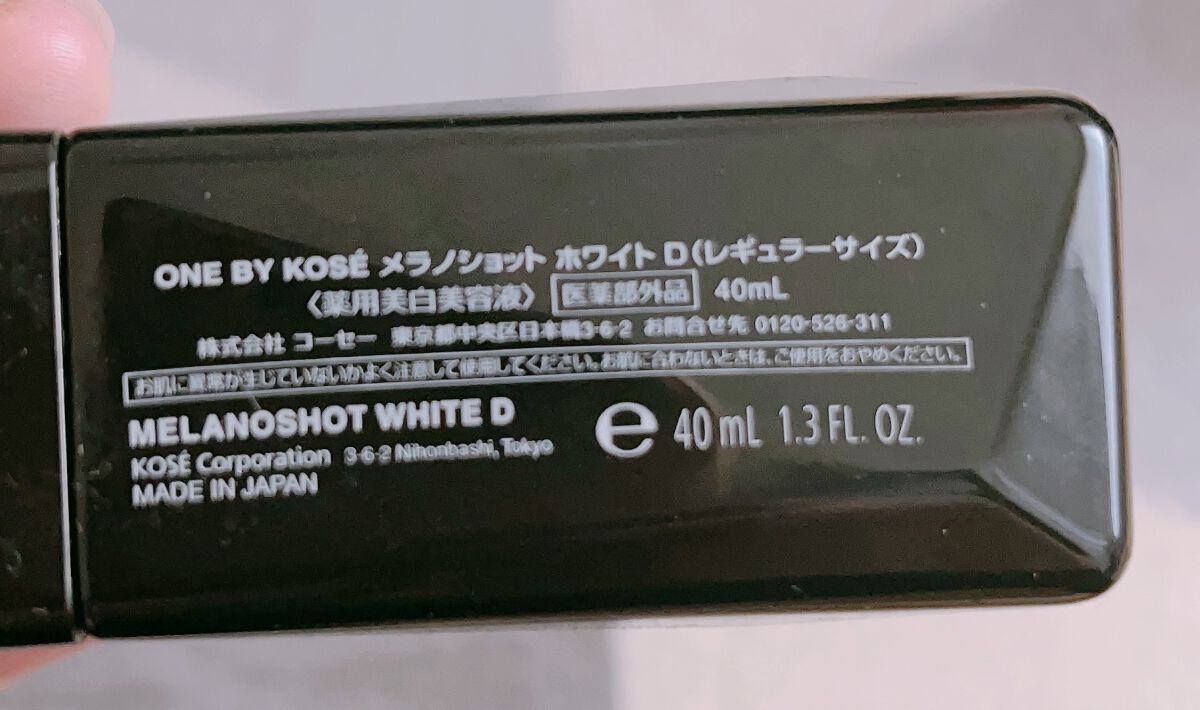 ONE BY KOSÉ メラノショット ホワイト D(レギュラーサイズ)
〈薬用美白美容液〉 医薬部外品 40mL
株式会社 コーセー 東京都中央区日本橋3-6-2 お問合せ先 0120-526-311
お肌に異常が生じていないかよく注意して使用してください。お肌に合わないときは、ご使用をおやめください。
MELANOSHOT WHITE D
KOSÉ Corporation 3-6-2 Nihonbashi, Tokyo
MADE IN JAPAN
℮ 40 mL 1.3 FL. OZ.